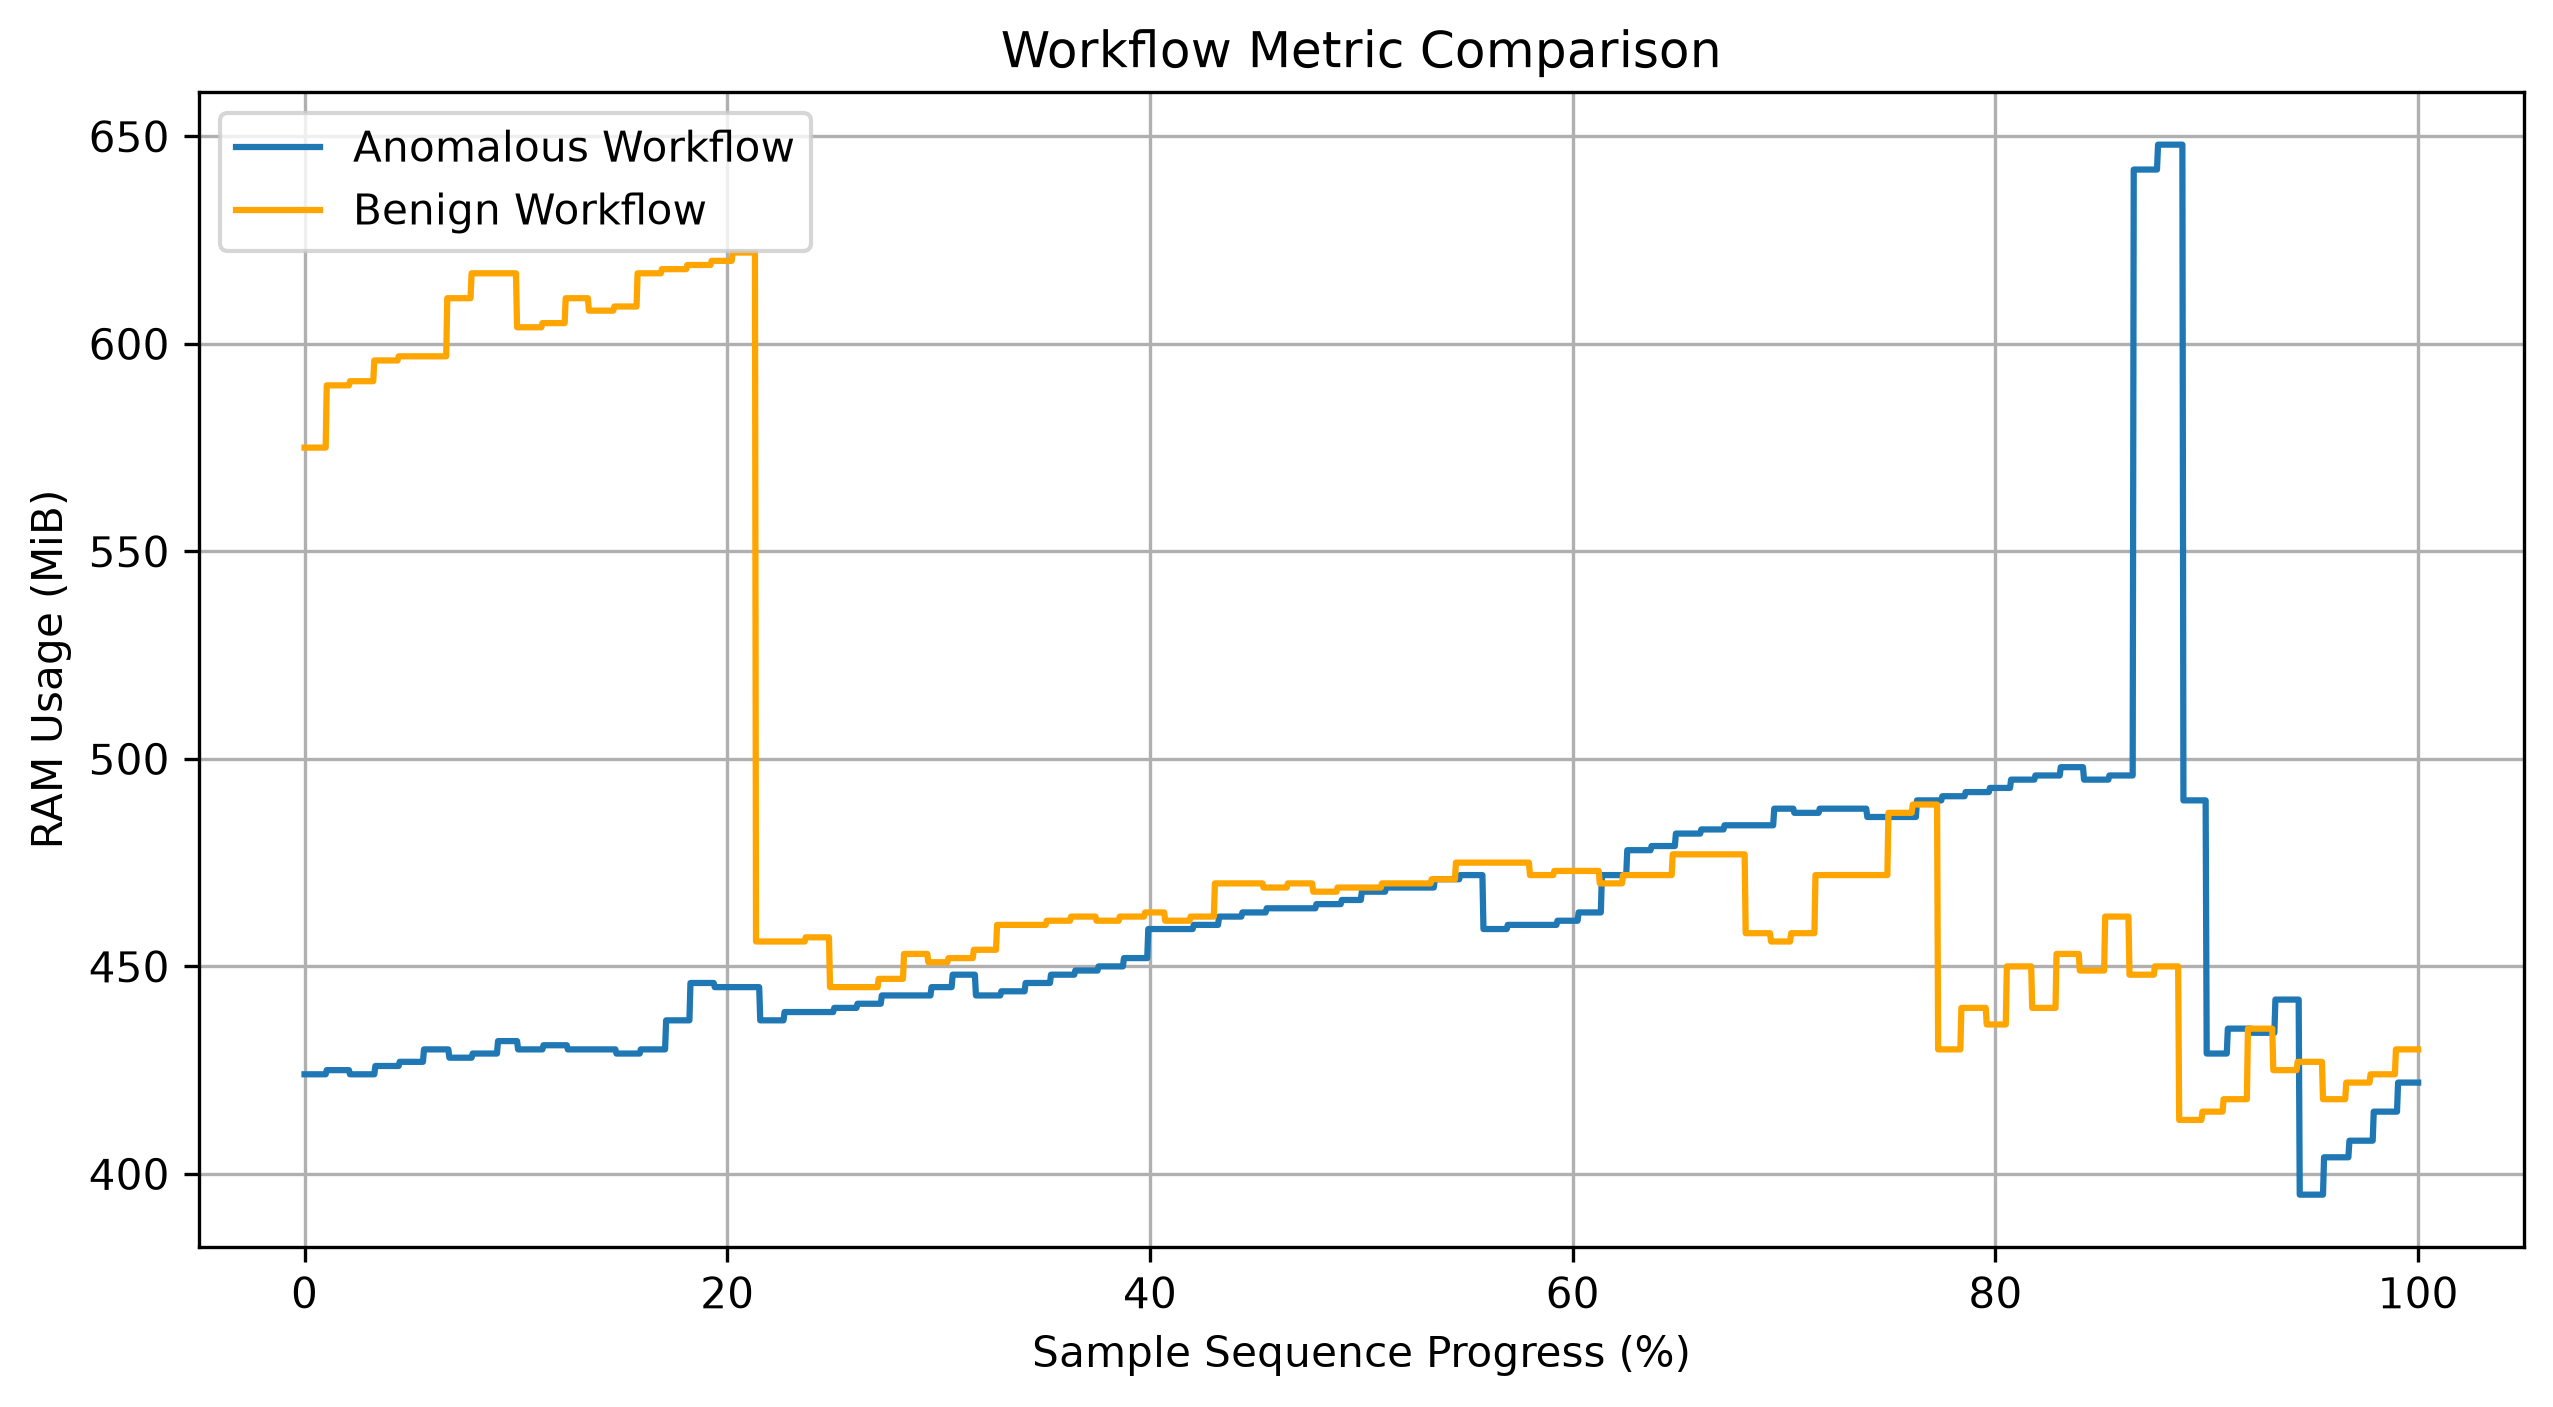 Workflow Metric Comparison
Anomalous Workflow
Benign Workflow
RAM Usage (MiB)
650
600
550
500
450
400
0 20 40 60 80 100
Sample Sequence Progress (%)